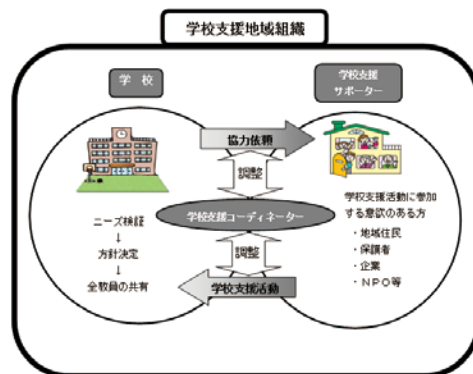 学校支援地域組織
学 校
学校支援
サポーター
協力依頼
調整
学校支援コーディネーター
調整
学校支援活動
ニーズ検証
↓
方針決定
↓
全教員の共有
学校支援活動に参加
する意欲のある方
・地域住民
・保護者
・企業
・ＮＰＯ等